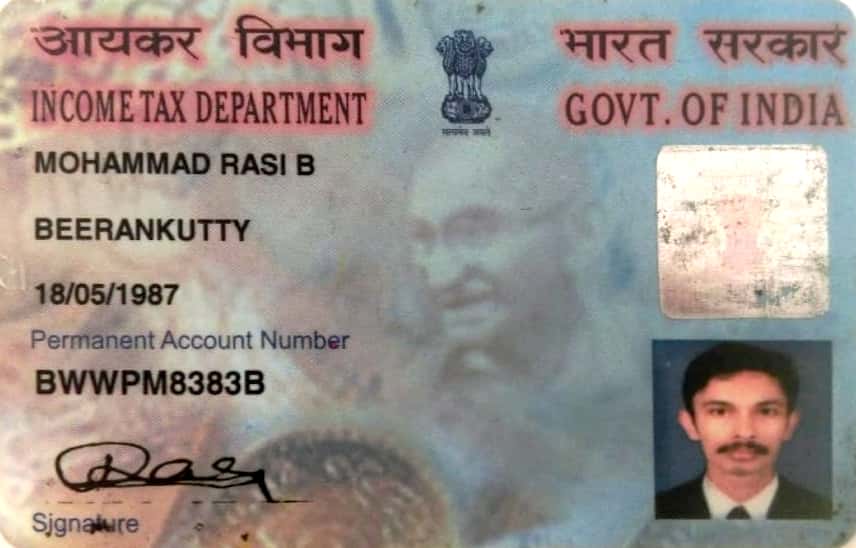 आयकर विभाग
भारत सरकार
INCOME TAX DEPARTMENT
GOVT. OF INDIA
सत्यमेव जयते
MOHAMMAD RASI B
BEERANKUTTY
18/05/1987
Permanent Account Number
BWWPM8383B
Signature